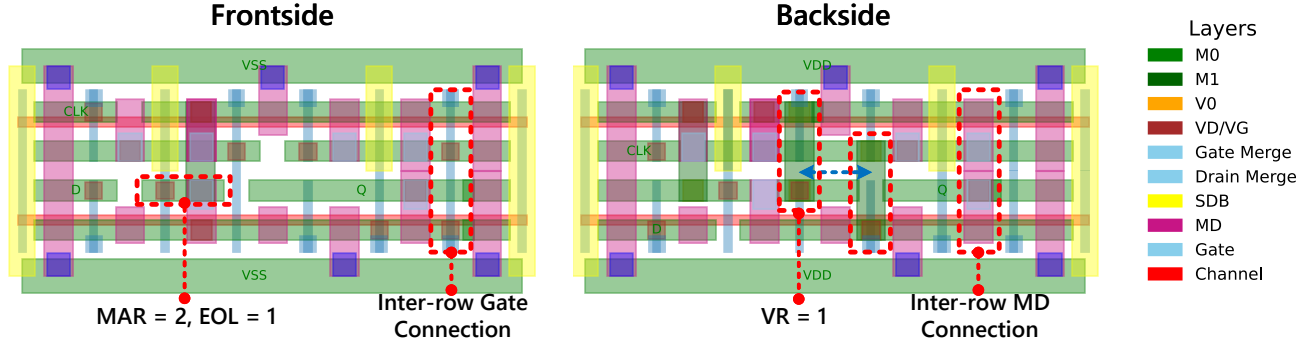 Frontside
Backside
VSS
CLK
D
Q
VSS
MAR = 2, EOL = 1
Inter-row Gate
Connection
VDD
CLK
Q
D
VDD
VR = 1
Inter-row MD
Connection
Layers
M0
M1
V0
VD/VG
Gate Merge
Drain Merge
SDB
MD
Gate
Channel